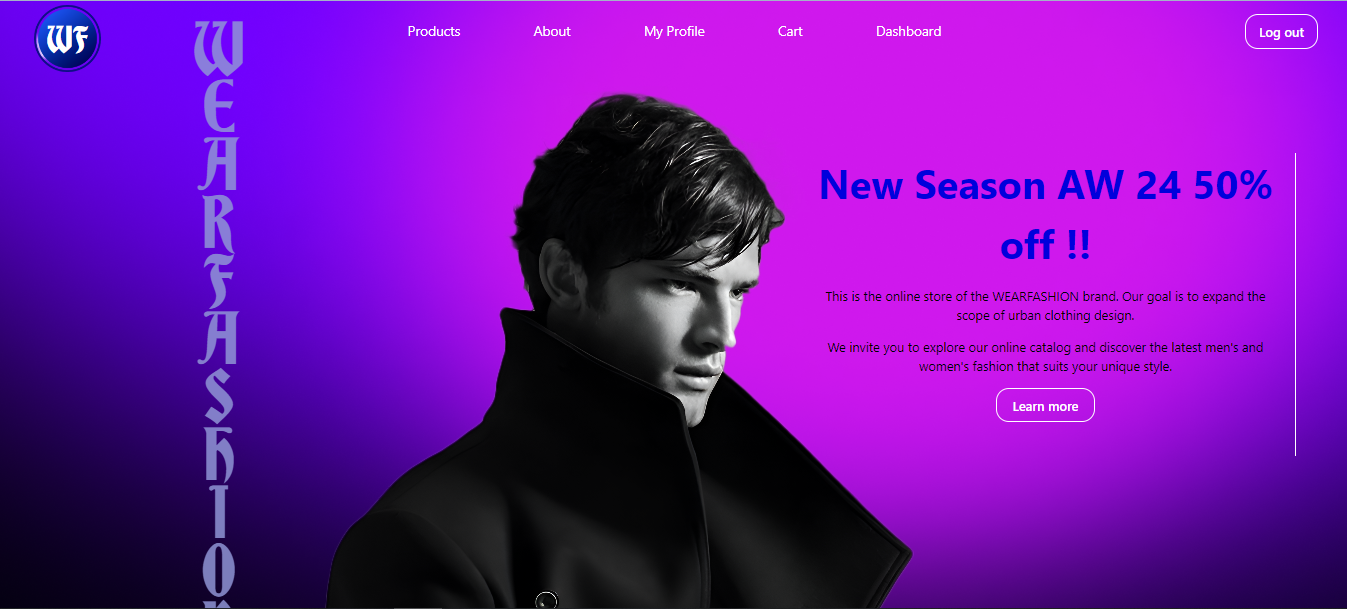 WF
Products
About
My Profile
Cart
Dashboard
Log out
WEARFASHION
New Season AW 24 50%
off !!
This is the online store of the WEARFASHION brand. Our goal is to expand the
scope of urban clothing design.
We invite you to explore our online catalog and discover the latest men's and
women's fashion that suits your unique style.
Learn more